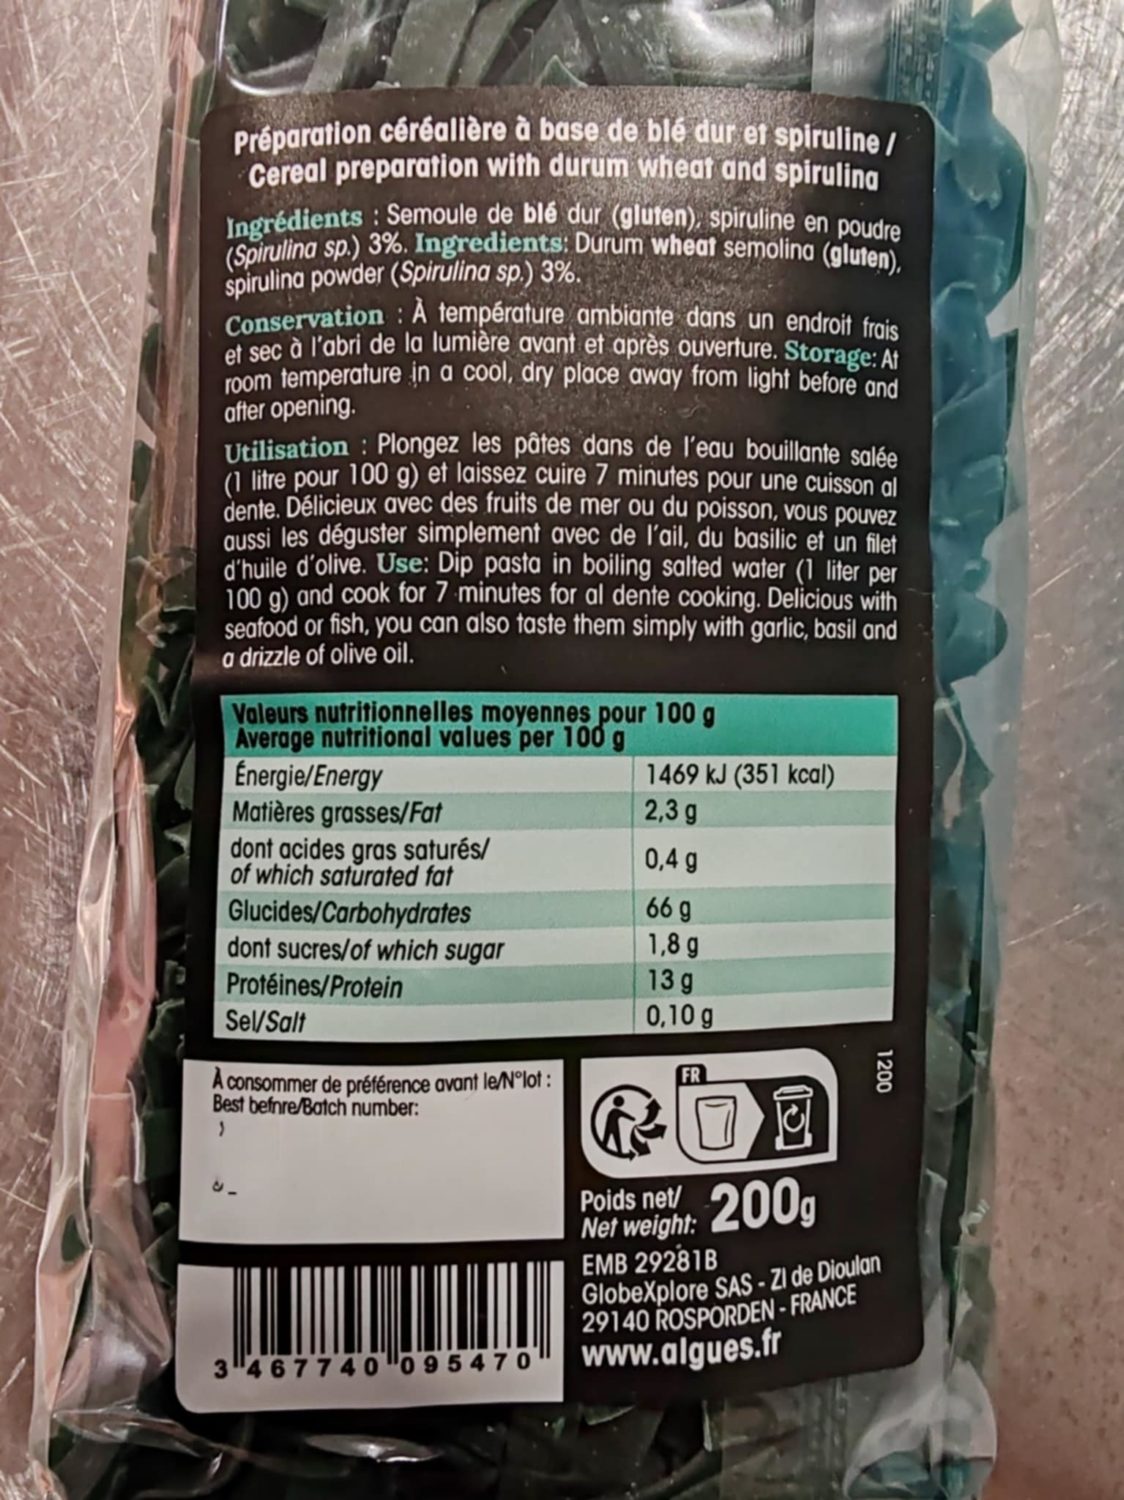 Préparation céréalière à base de blé dur et spiruline /
Cereal preparation with durum wheat and spirulina
Ingrédients : Semoule de blé dur (gluten), spiruline en poudre
(Spirulina sp.) 3%. Ingredients: Durum wheat semolina (gluten),
spirulina powder (Spirulina sp.) 3%.
Conservation : À température ambiante dans un endroit frais
et sec à l'abri de la lumière avant et après ouverture. Storage: At
room temperature in a cool, dry place away from light before and
after opening.
Utilisation : Plongez les pâtes dans de l'eau bouillante salée
(1 litre pour 100 g) et laissez cuire 7 minutes pour une cuisson al
dente. Délicieux avec des fruits de mer ou du poisson, vous pouvez
aussi les déguster simplement avec de l'ail, du basilic et un filet
d'huile d'olive. Use: Dip pasta in boiling salted water (1 liter per
100 g) and cook for 7 minutes for al dente cooking. Delicious with
seafood or fish, you can also taste them simply with garlic, basil and
a drizzle of olive oil.
Valeurs nutritionnelles moyennes pour 100 g
Average nutritional values per 100 g
Énergie/Energy 1469 kJ (351 kcal)
Matières grasses/Fat 2,3 g
dont acides gras saturés/
of which saturated fat 0,4 g
Glucides/Carbohydrates 66 g
dont sucres/of which sugar 1,8 g
Protéines/Protein 13 g
Sel/Salt 0,10 g
À consommer de préférence avant le/N°lot :
Best before/Batch number:
FR
1200
Poids net/
Net weight: 200g
EMB 29281B
GlobeXplore SAS - ZI de Dioulan
29140 ROSPORDEN - FRANCE
www.algues.fr
3 467740 095470